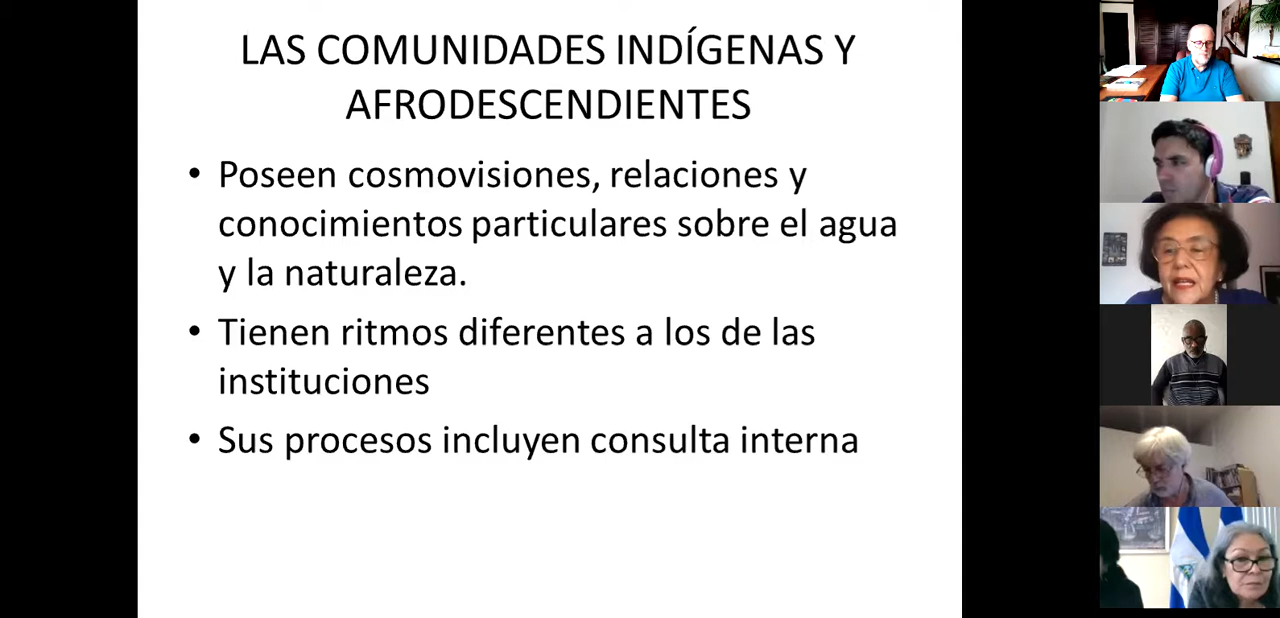 LAS COMUNIDADES INDÍGENAS Y
AFRODESCENDIENTES
• Poseen cosmovisiones, relaciones y
conocimientos particulares sobre el agua
y la naturaleza.
• Tienen ritmos diferentes a los de las
instituciones
• Sus procesos incluyen consulta interna